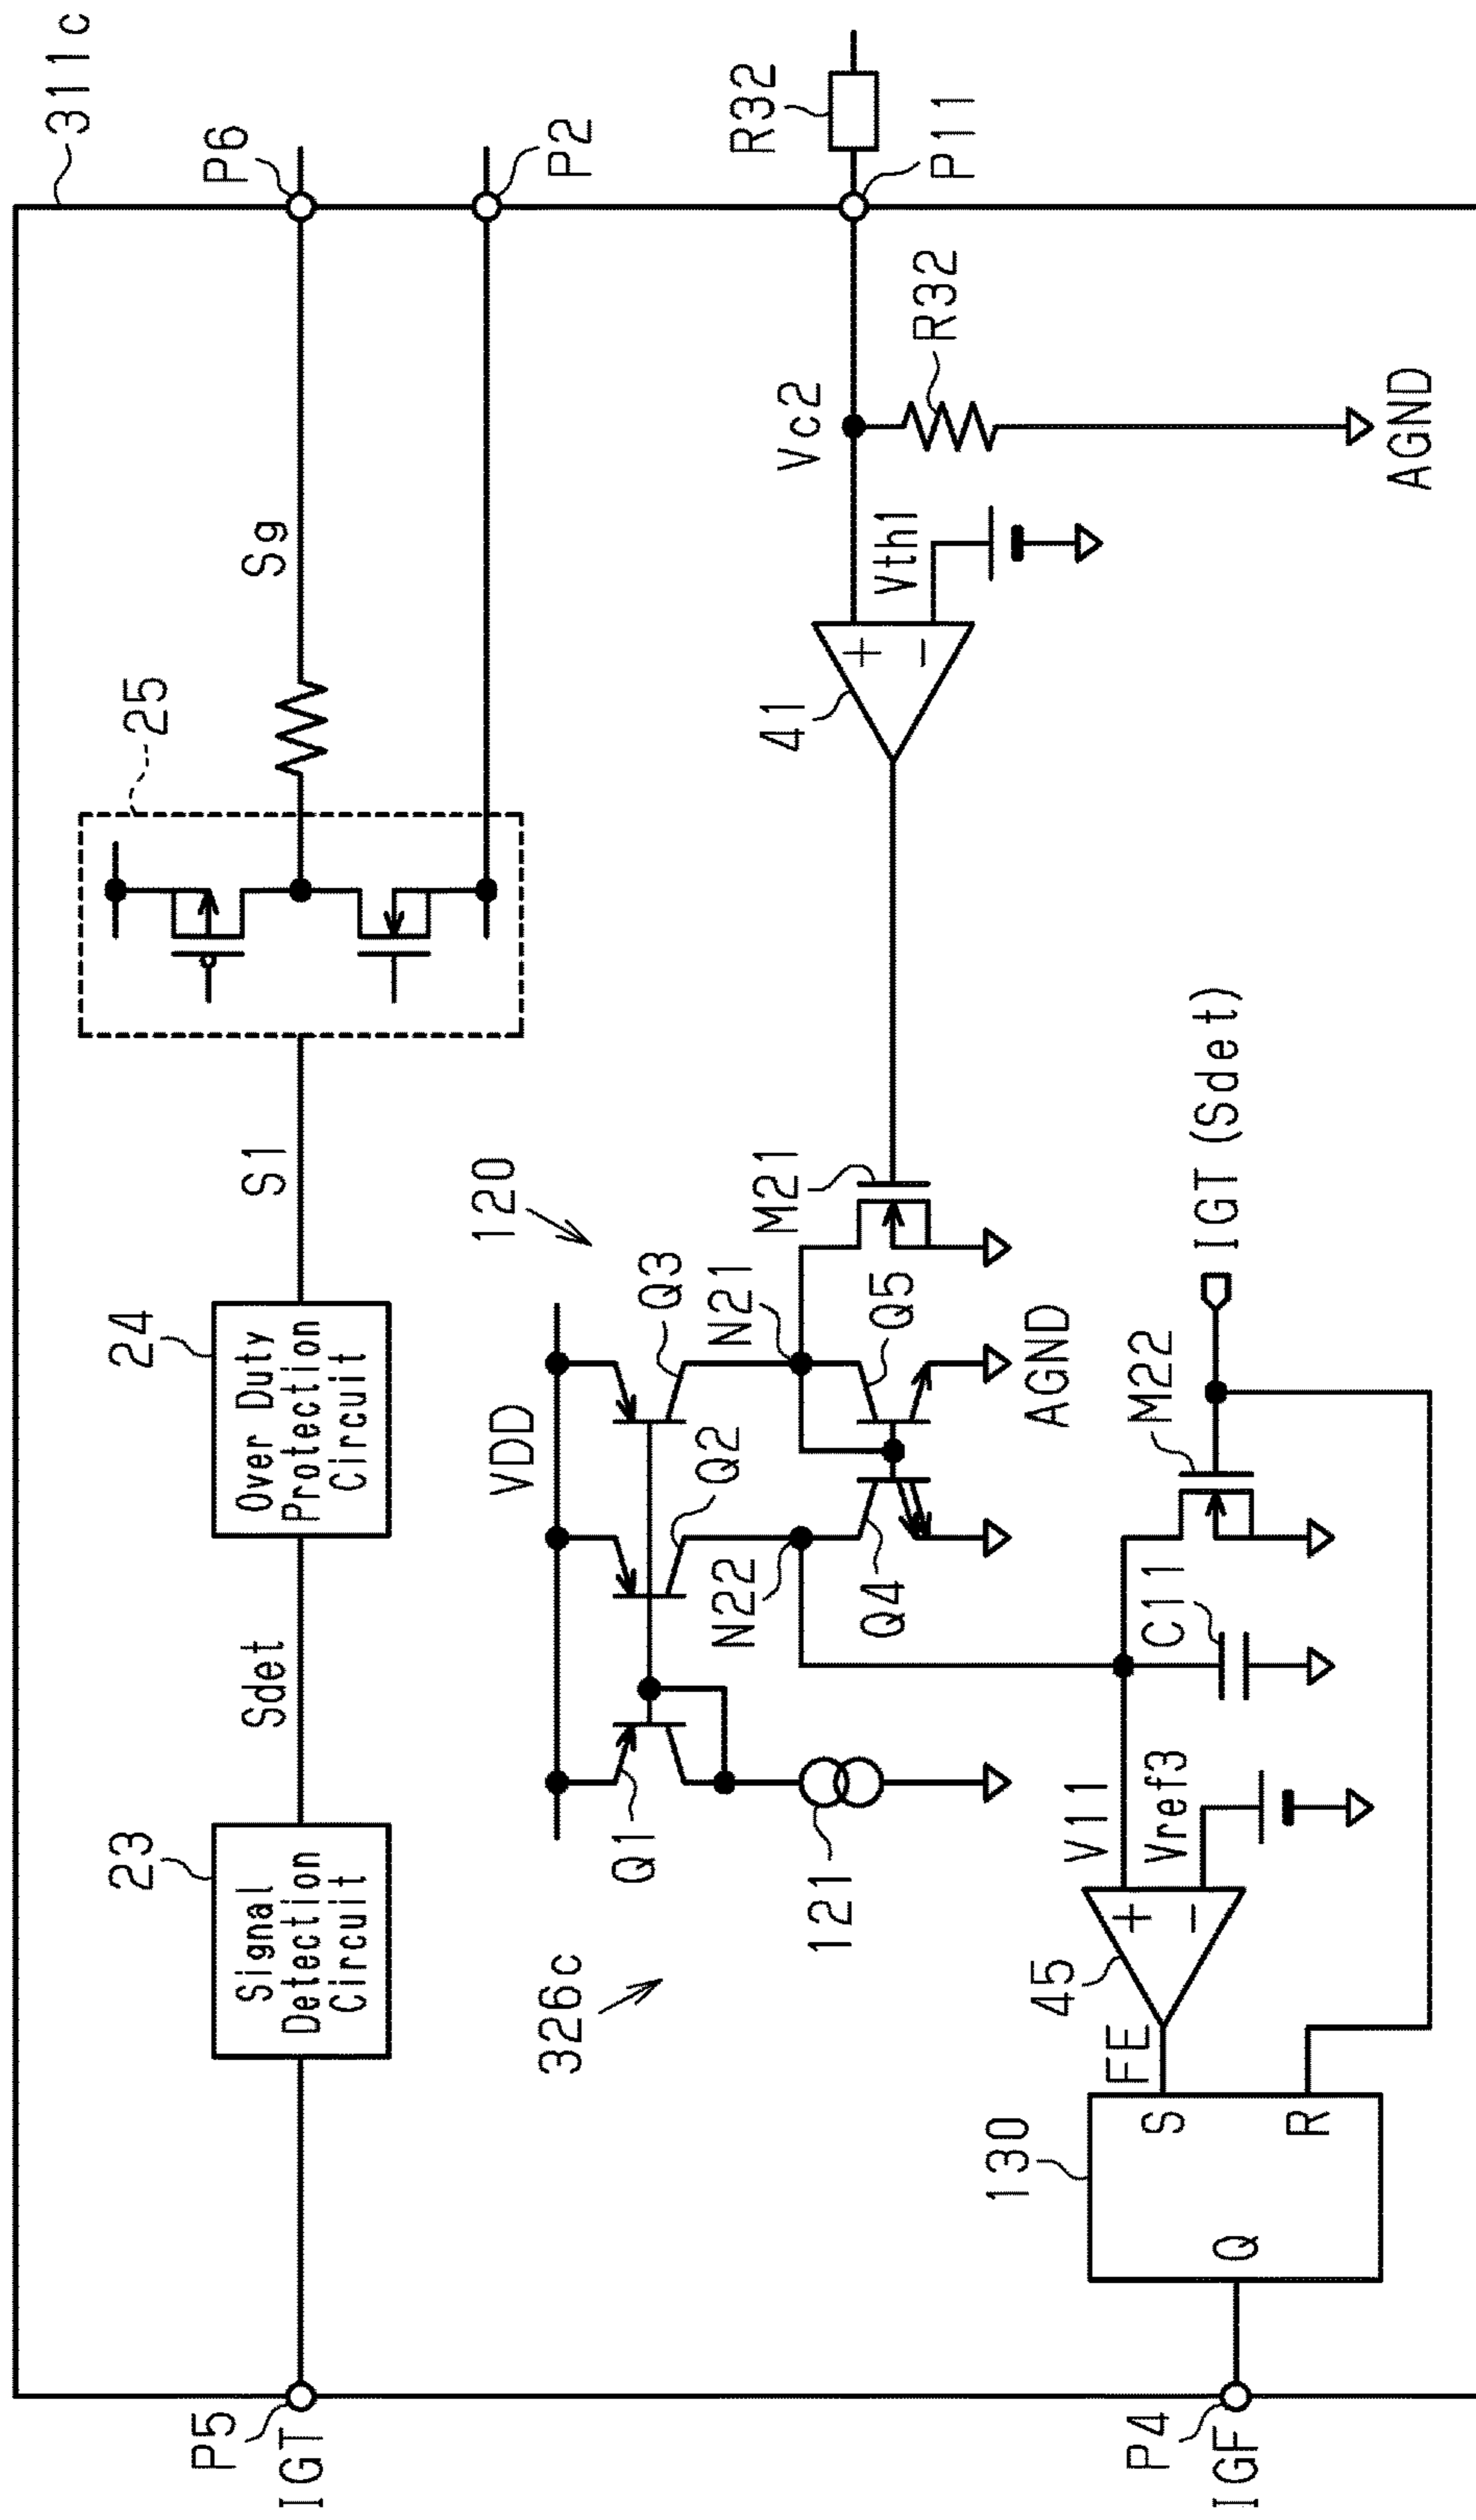 311c
P6
P2
R32
P11
25
Sg
Vc2
R32
Vth1
AGND
41
S1
24
Over Duty
Protection
Circuit
Sdet
23
Signal
Detection
Circuit
P5
IGT
120
VDD
Q3
Q2
Q1
N21
N22
M21
Q5
Q4
AGND
121
326c
IGT(Sdet)
M22
C11
V11
Vref3
45
FE
130
S
R
Q
P4
IGF
+
−
+
−